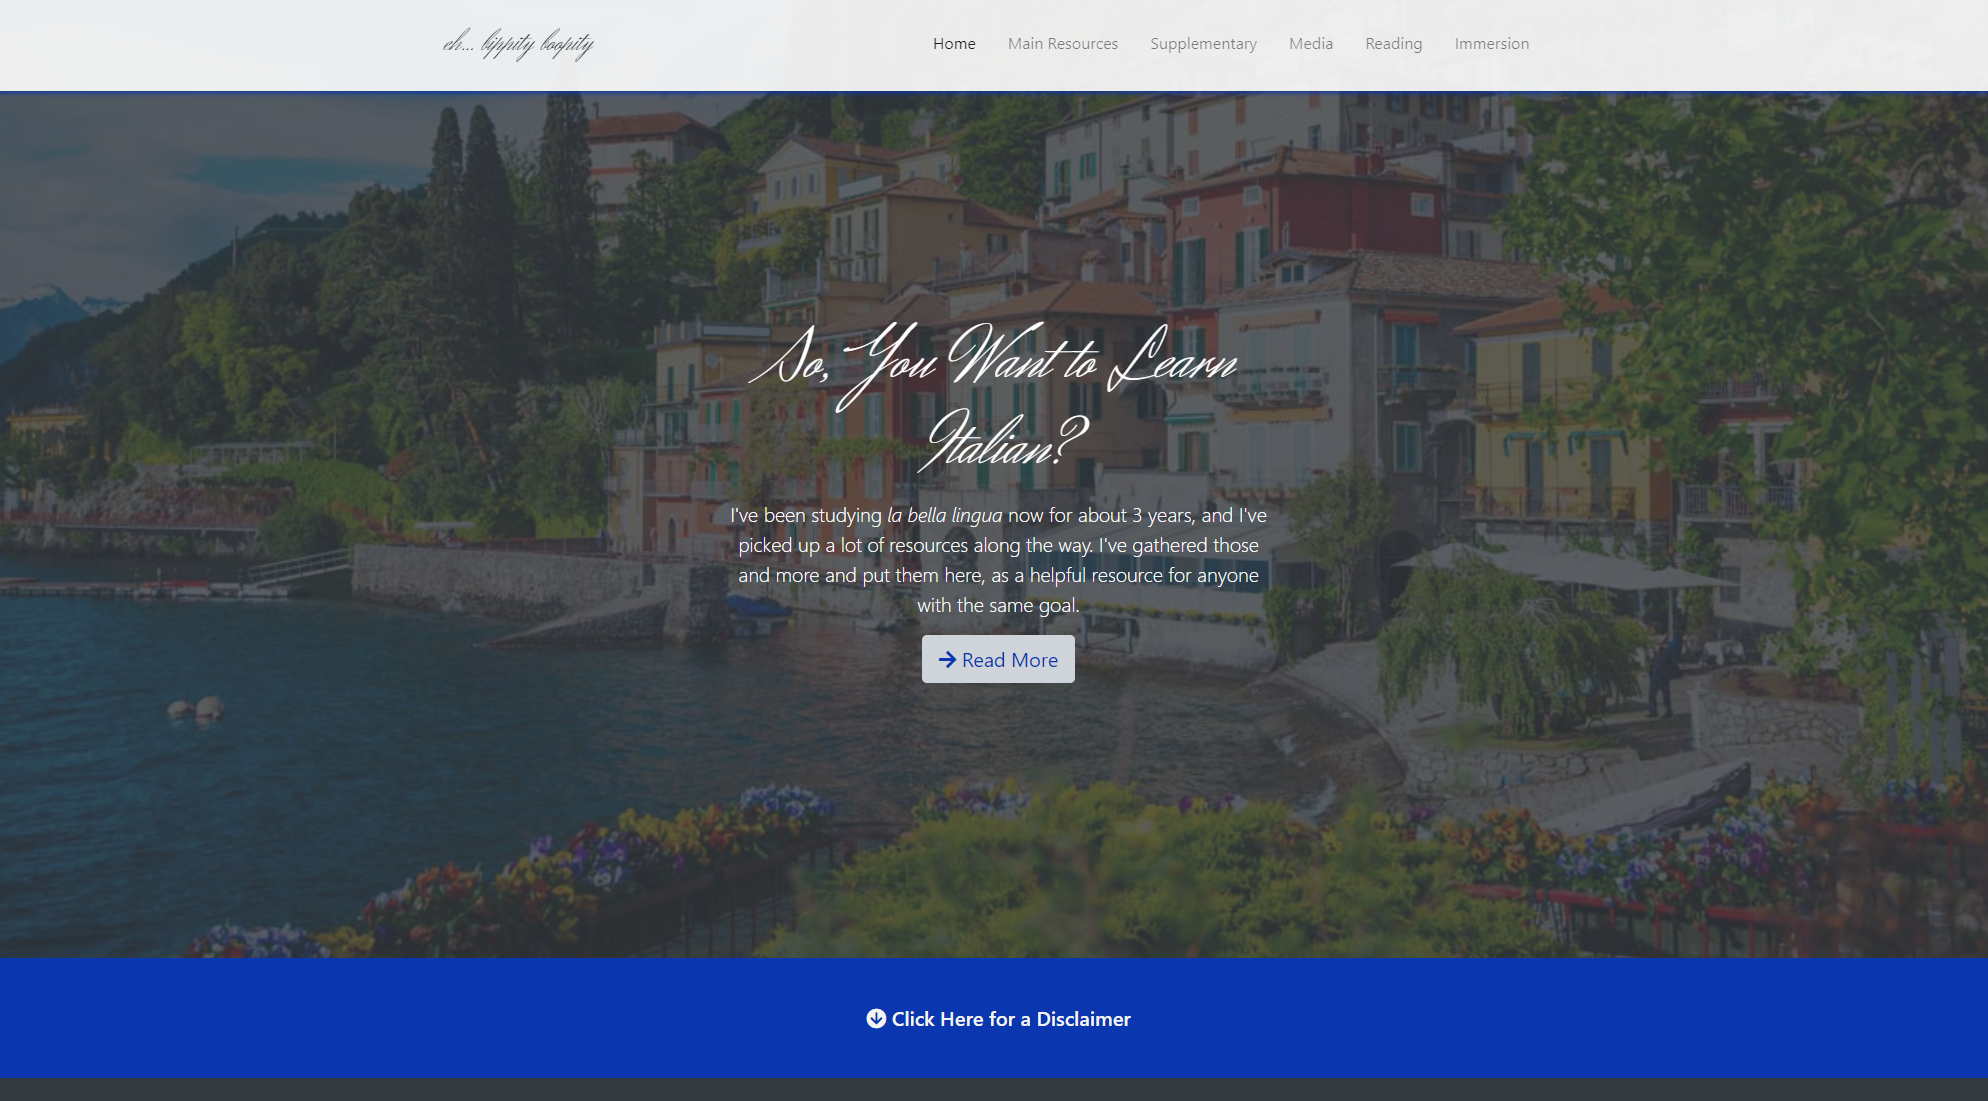 eh... bippity boopity
Home
Main Resources
Supplementary
Media
Reading
Immersion
So, You Want to Learn
Italian?
I've been studying la bella lingua now for about 3 years, and I've
picked up a lot of resources along the way. I've gathered those
and more and put them here, as a helpful resource for anyone
with the same goal.
Read More
Click Here for a Disclaimer